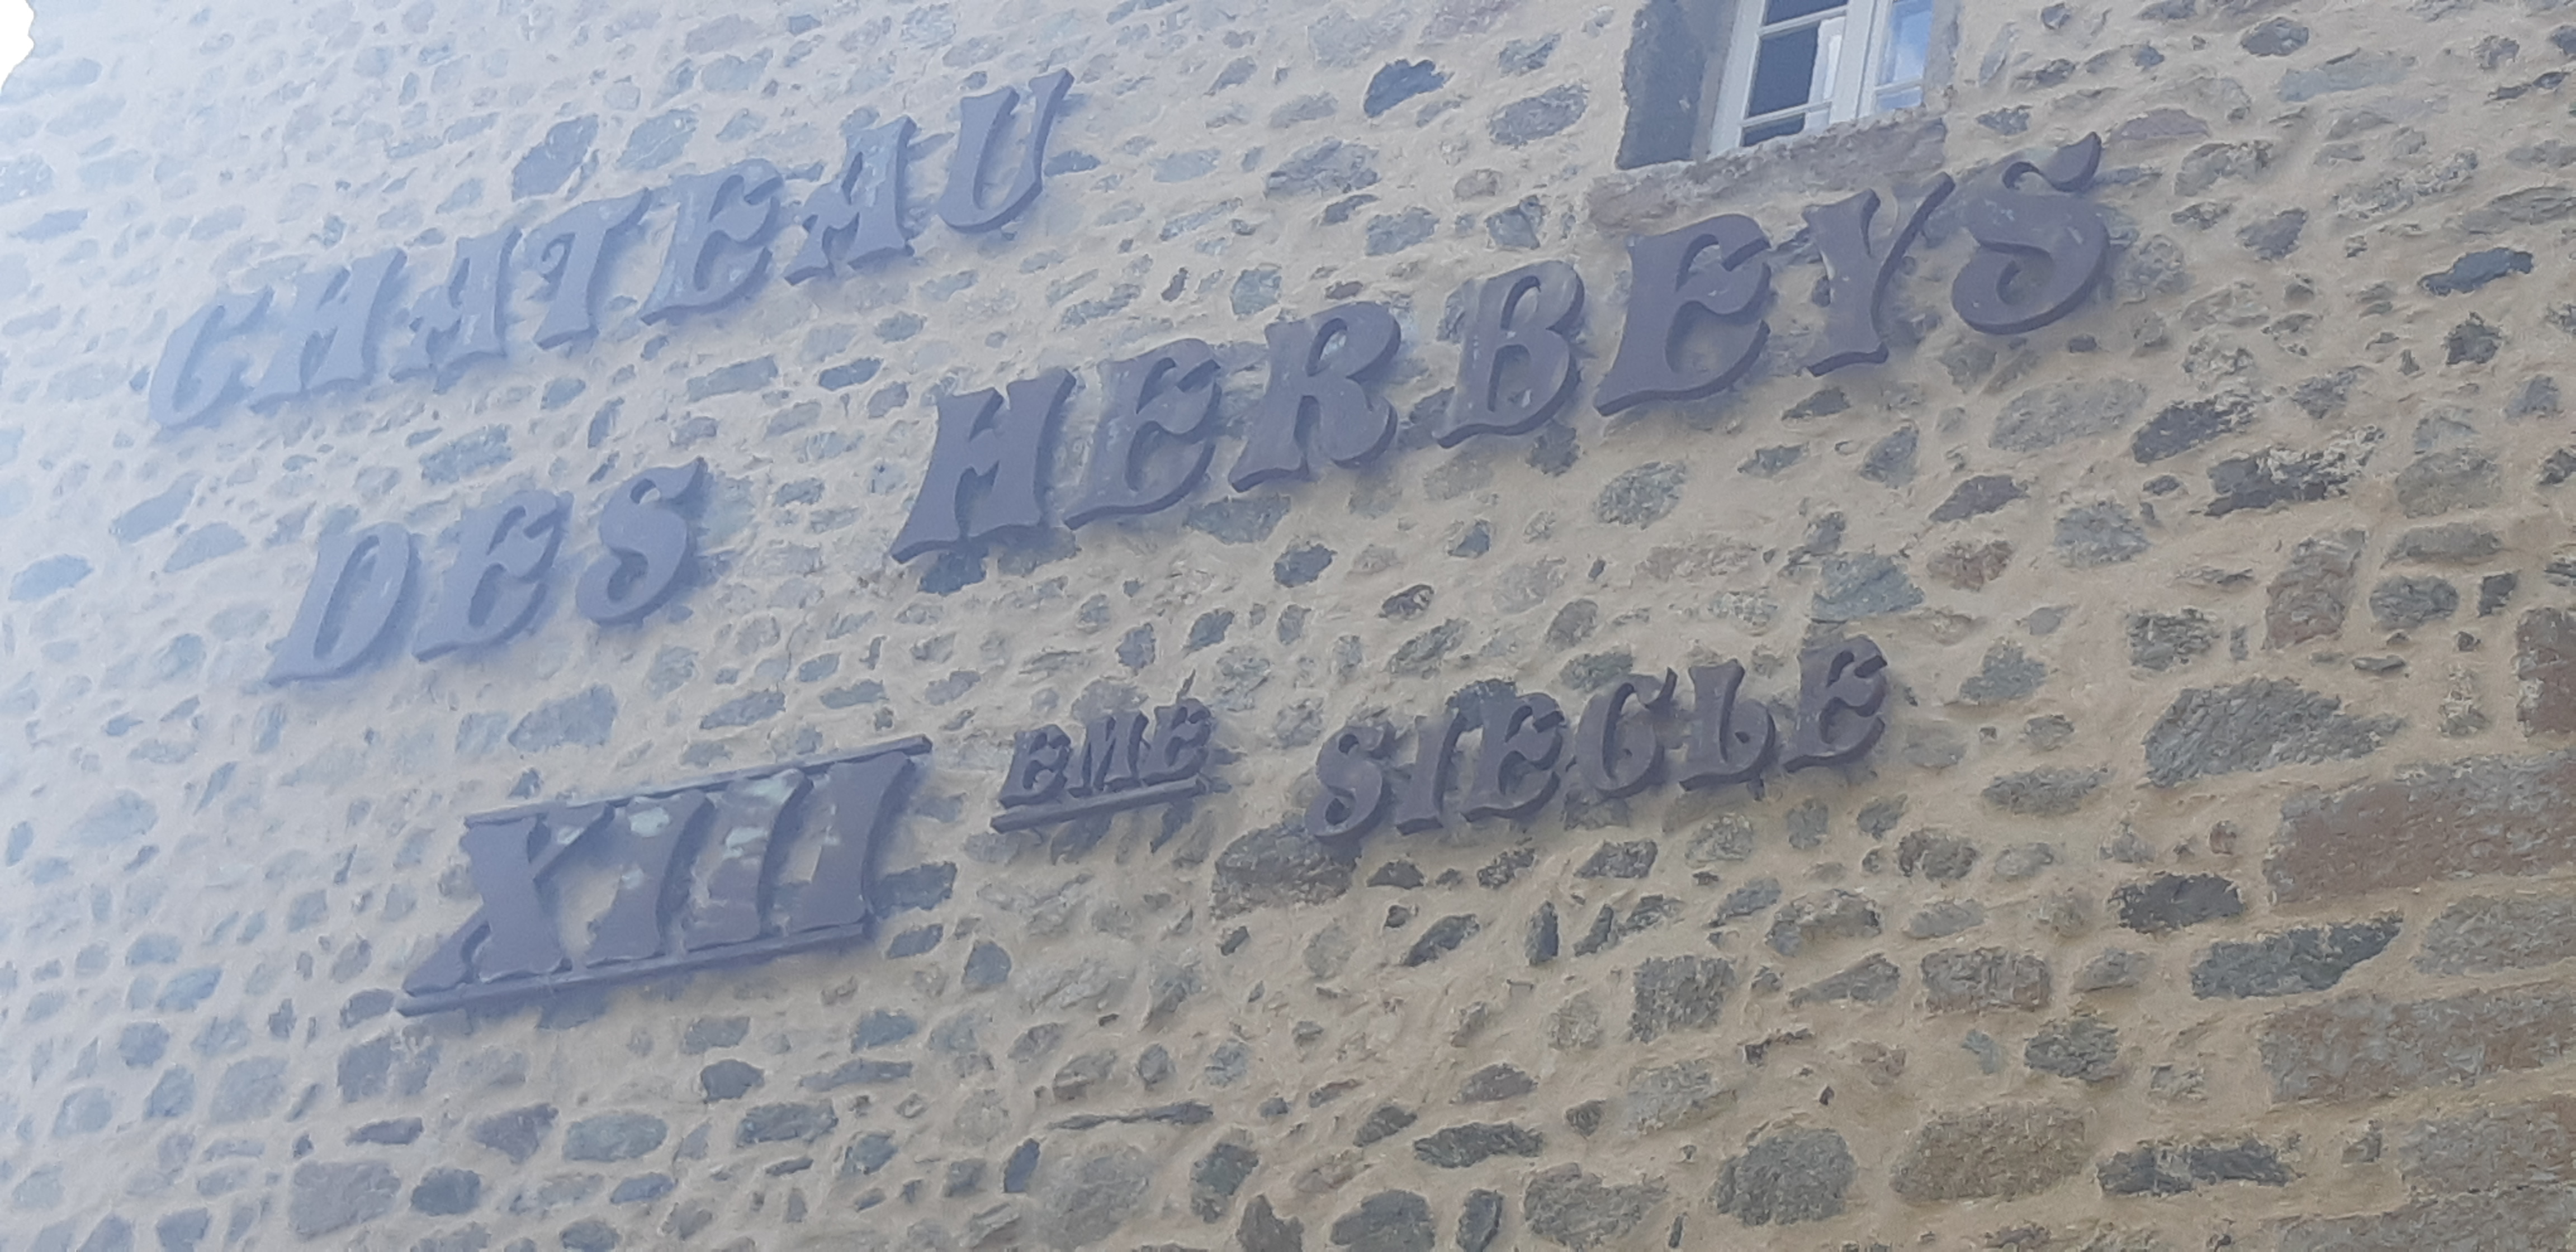 CHATEAU
DES HERBEYS
XIII EME SIECLE